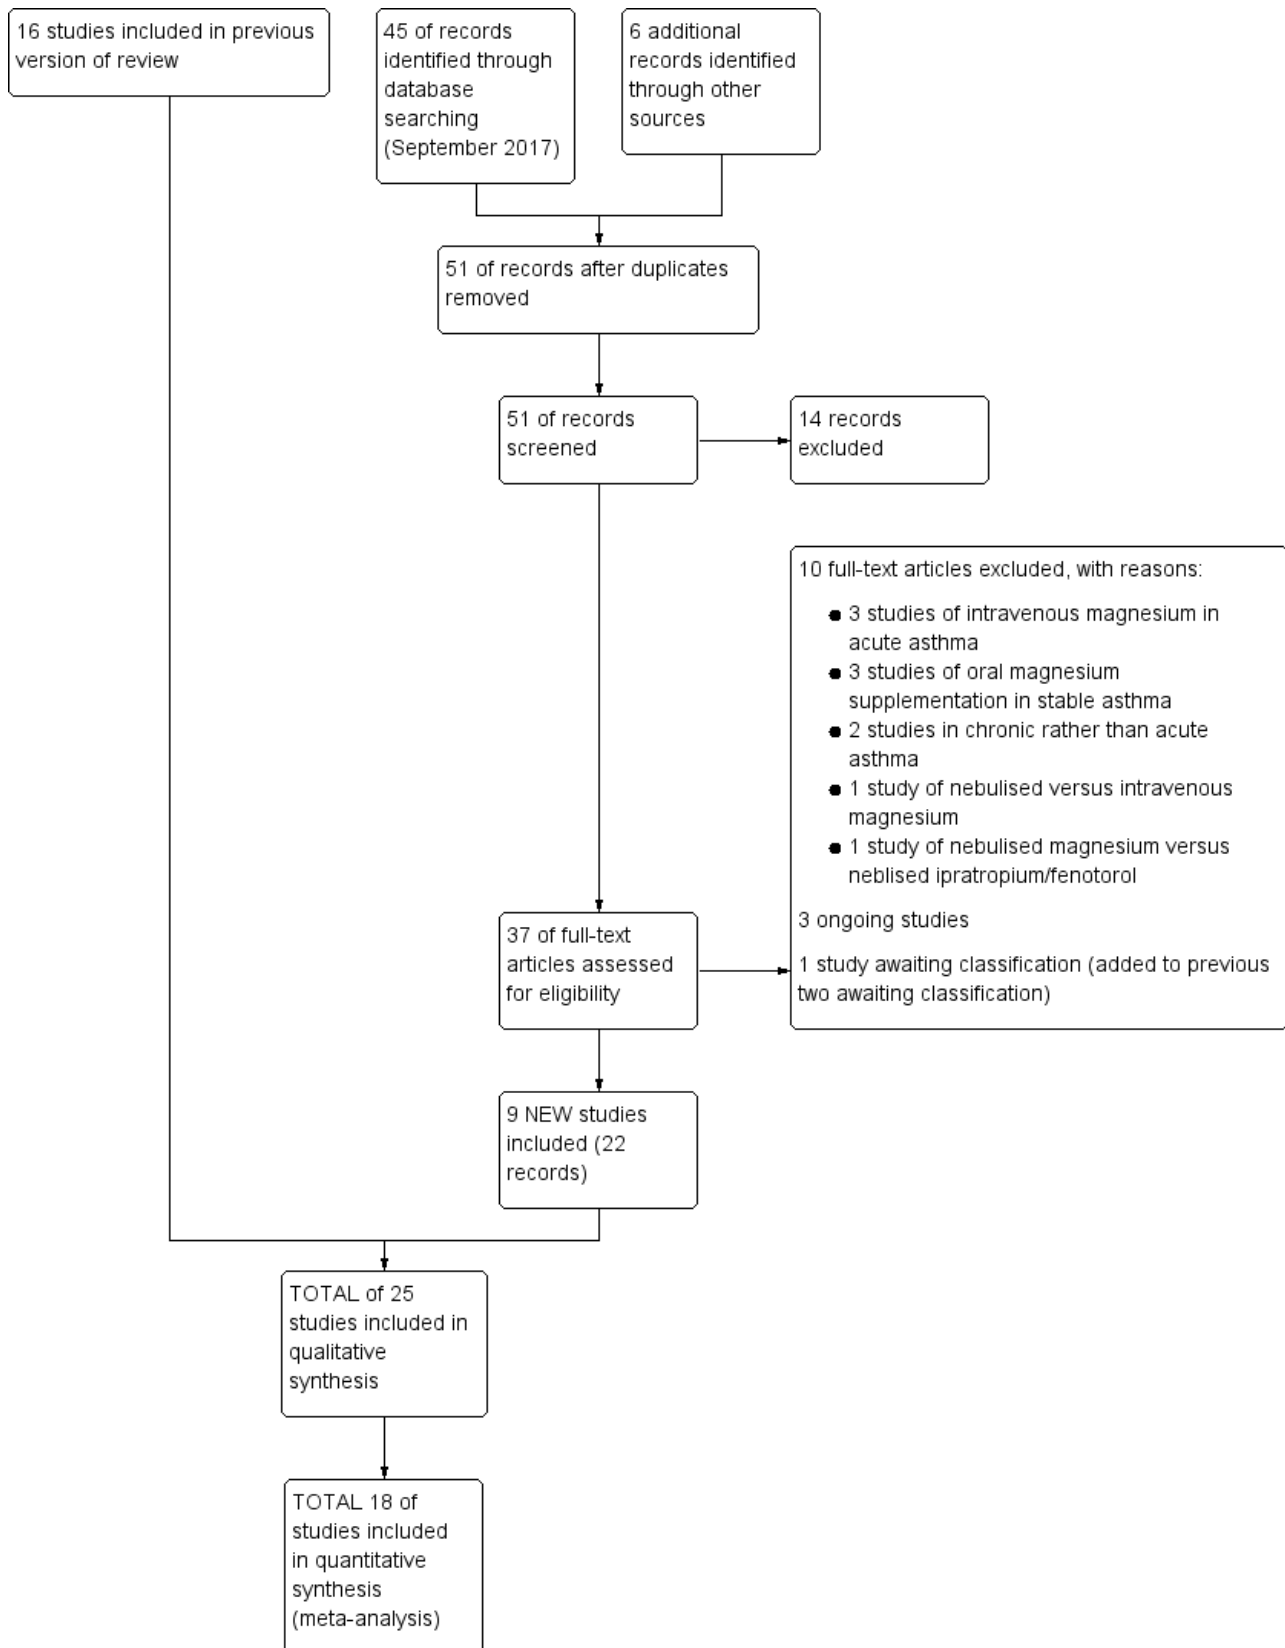 16 studies included in previous
version of review
45 of records
identified through
database
searching
(September 2017)
6 additional
records identified
through other
sources
51 of records after duplicates
removed
51 of records
screened
14 records
excluded
10 full-text articles excluded, with reasons:
● 3 studies of intravenous magnesium in
acute asthma
● 3 studies of oral magnesium
supplementation in stable asthma
● 2 studies in chronic rather than acute
asthma
● 1 study of nebulised versus intravenous
magnesium
● 1 study of nebulised magnesium versus
neblised ipratropium/fenotorol
3 ongoing studies
1 study awaiting classification (added to previous
two awaiting classification)
37 of full-text
articles assessed
for eligibility
9 NEW studies
included (22
records)
TOTAL of 25
studies included in
qualitative
synthesis
TOTAL 18 of
studies included
in quantitative
synthesis
(meta-analysis)